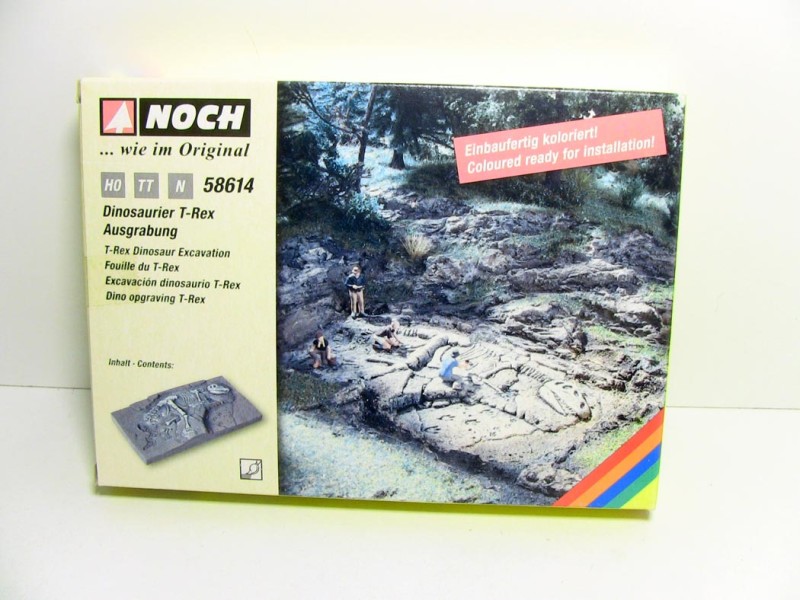 NOCH
... wie im Original
H0 TT N 58614
Dinosaurier T-Rex
Ausgrabung
T-Rex Dinosaur Excavation
Fouille du T-Rex
Excavación dinosaurio T-Rex
Dino opgraving T-Rex
Inhalt - Contents:
Einbaufertig koloriert!
Coloured ready for installation!